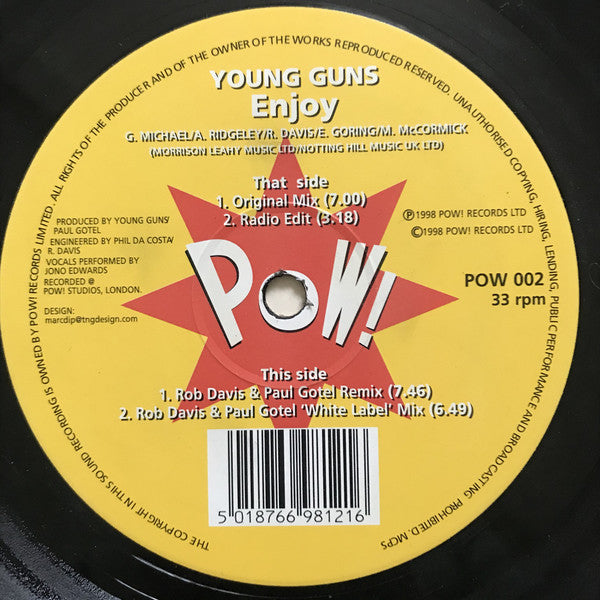 THE COPYRIGHT IN THIS SOUND RECORDING IS OWNED BY POW! RECORDS LIMITED. ALL RIGHTS OF THE PRODUCER AND OF THE OWNER OF THE WORKS REPRODUCED RESERVED. UNAUTHORISED COPYING, HIRING, LENDING, PUBLIC PERFORMANCE AND BROADCASTING PROHIBITED. MCPS
YOUNG GUNS
Enjoy
G. MICHAEL/A. RIDGELEY/R. DAVIS/E. GORING/M. McCORMICK
(MORRISON LEAHY MUSIC LTD/NOTTING HILL MUSIC UK LTD)
That side
1. Original Mix (7.00)
2. Radio Edit (3.18)
PRODUCED BY YOUNG GUNS/
PAUL GOTEL
ENGINEERED BY PHIL DA COSTA/
R. DAVIS
VOCALS PERFORMED BY
JONO EDWARDS
RECORDED @
POW! STUDIOS, LONDON.
DESIGN:
marcdip@tngdesign.com
℗1998 POW! RECORDS LTD
©1998 POW! RECORDS LTD
POW 002
33 rpm
POW!
This side
1. Rob Davis & Paul Gotel Remix (7.46)
2. Rob Davis & Paul Gotel 'White Label' Mix (6.49)
5 018766 981216